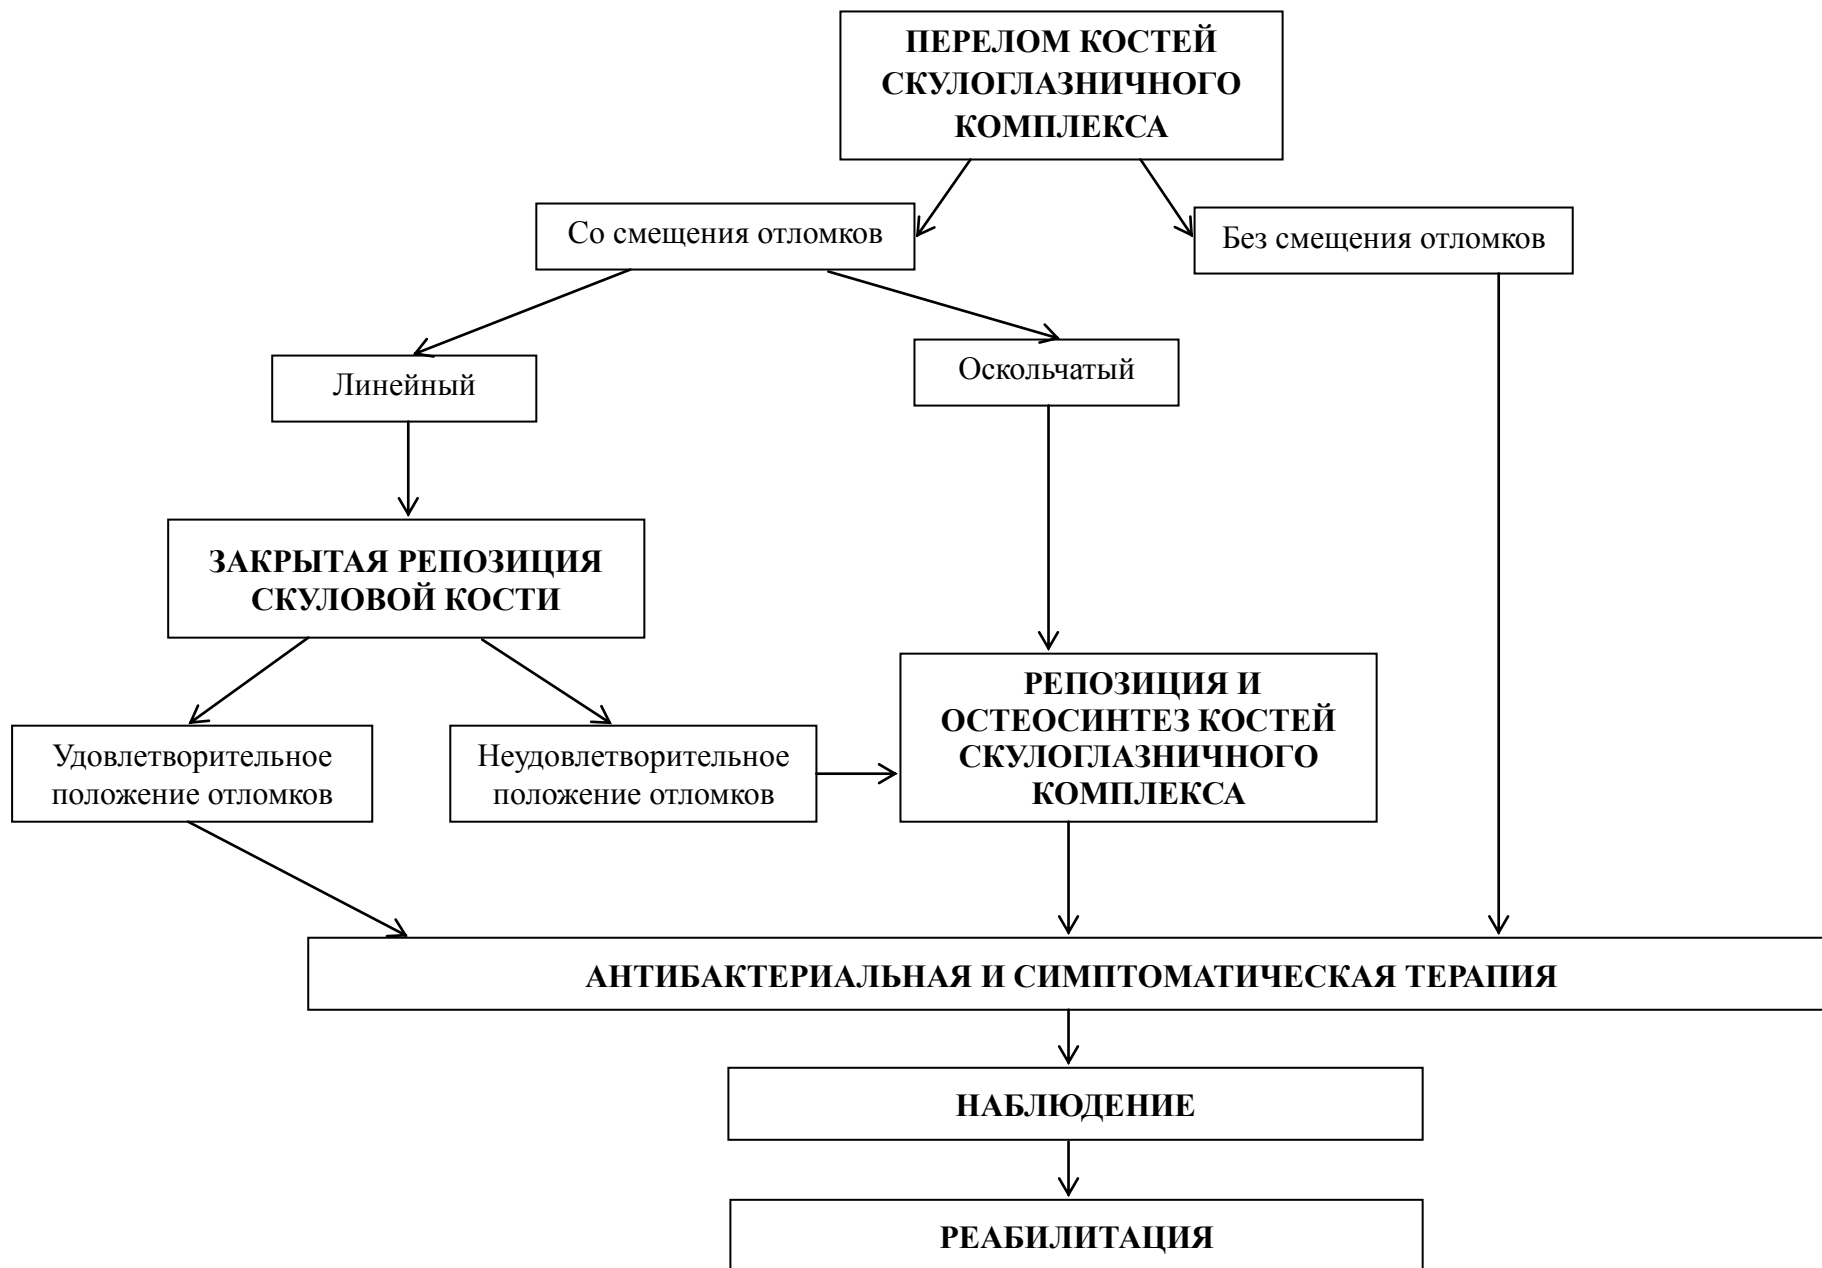 ПЕРЕЛОМ КОСТЕЙ
СКУЛОГЛАЗНИЧНОГО
КОМПЛЕКСА
Со смещения отломков
Без смещения отломков
Линейный
Оскольчатый
ЗАКРЫТАЯ РЕПОЗИЦИЯ
СКУЛОВОЙ КОСТИ
РЕПОЗИЦИЯ И
ОСТЕОСИНТЕЗ КОСТЕЙ
СКУЛОГЛАЗНИЧНОГО
КОМПЛЕКСА
Удовлетворительное
положение отломков
Неудовлетворительное
положение отломков
АНТИБАКТЕРИАЛЬНАЯ И СИМПТОМАТИЧЕСКАЯ ТЕРАПИЯ
НАБЛЮДЕНИЕ
РЕАБИЛИТАЦИЯ